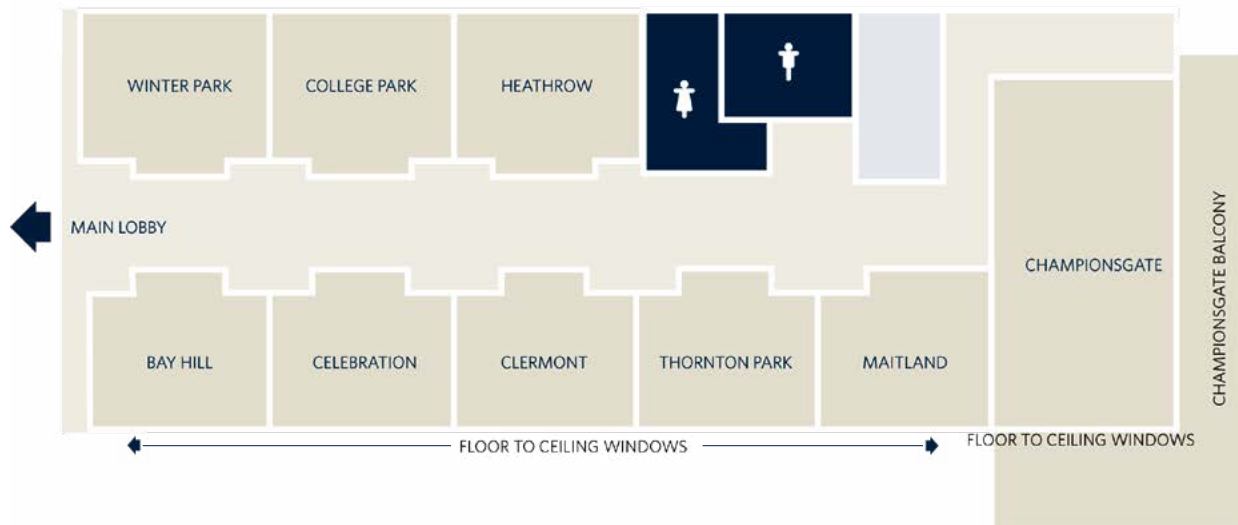 WINTER PARK
COLLEGE PARK
HEATHROW
MAIN LOBBY
CHAMPIONSGATE
CHAMPIONSGATE BALCONY
BAY HILL
CELEBRATION
CLERMONT
THORNTON PARK
MAITLAND
FLOOR TO CEILING WINDOWS
FLOOR TO CEILING WINDOWS